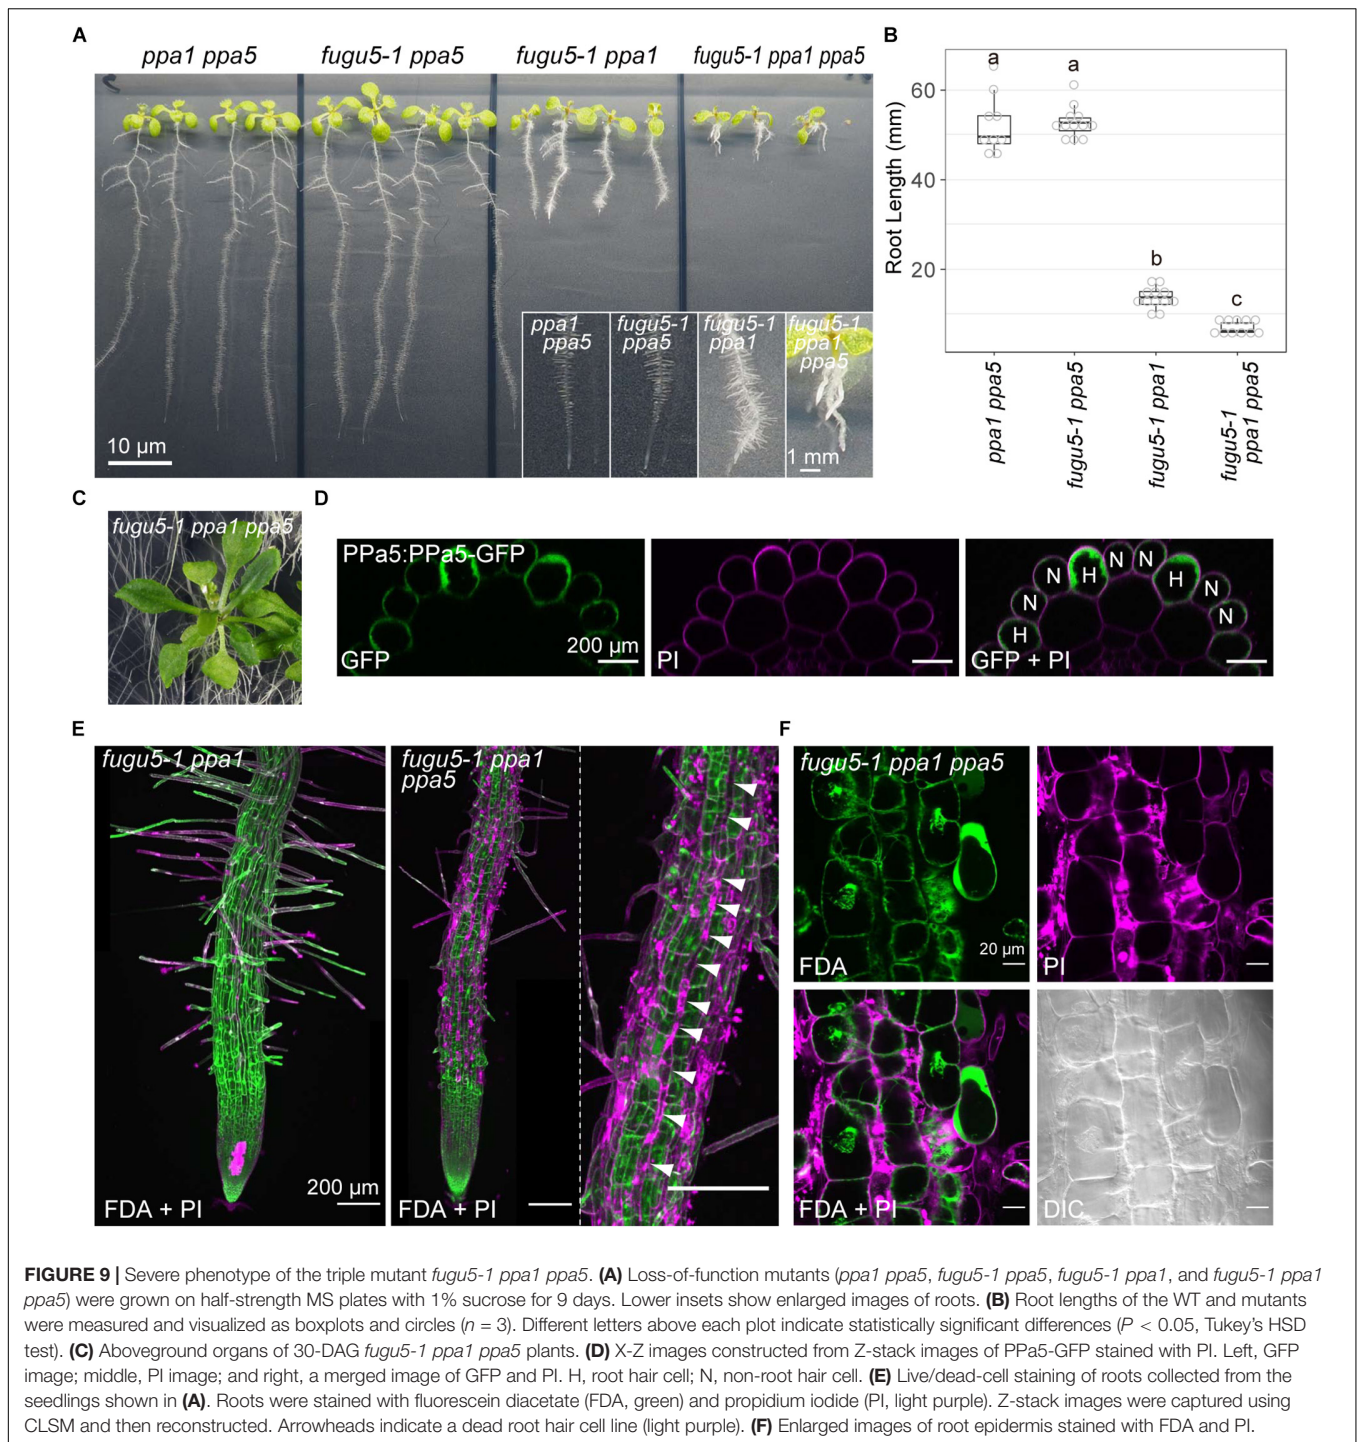 A
ppa1 ppa5
fugu5-1 ppa5
fugu5-1 ppa1
fugu5-1 ppa1 ppa5
ppa1
ppa5
fugu5-1
ppa5
fugu5-1
ppa1
fugu5-1
ppa1
ppa5
10 μm
1 mm
B
Root Length (mm)
60
40
20
a
a
b
c
ppa1 ppa5
fugu5-1 ppa5
fugu5-1 ppa1
fugu5-1
ppa1 ppa5
C
fugu5-1 ppa1 ppa5
D
PPa5:PPa5-GFP
GFP
200 μm
PI
H
N
N
H
N
N
H
N
N
GFP + PI
E
fugu5-1 ppa1
FDA + PI
200 μm
fugu5-1 ppa1
ppa5
FDA + PI
F
fugu5-1 ppa1 ppa5
FDA
20 μm
PI
FDA + PI
DIC
FIGURE 9 | Severe phenotype of the triple mutant fugu5-1 ppa1 ppa5. (A) Loss-of-function mutants (ppa1 ppa5, fugu5-1 ppa5, fugu5-1 ppa1, and fugu5-1 ppa1
ppa5) were grown on half-strength MS plates with 1% sucrose for 9 days. Lower insets show enlarged images of roots. (B) Root lengths of the WT and mutants
were measured and visualized as boxplots and circles (n = 3). Different letters above each plot indicate statistically significant differences (P < 0.05, Tukey's HSD
test). (C) Aboveground organs of 30-DAG fugu5-1 ppa1 ppa5 plants. (D) X-Z images constructed from Z-stack images of PPa5-GFP stained with PI. Left, GFP
image; middle, PI image; and right, a merged image of GFP and PI. H, root hair cell; N, non-root hair cell. (E) Live/dead-cell staining of roots collected from the
seedlings shown in (A). Roots were stained with fluorescein diacetate (FDA, green) and propidium iodide (PI, light purple). Z-stack images were captured using
CLSM and then reconstructed. Arrowheads indicate a dead root hair cell line (light purple). (F) Enlarged images of root epidermis stained with FDA and PI.